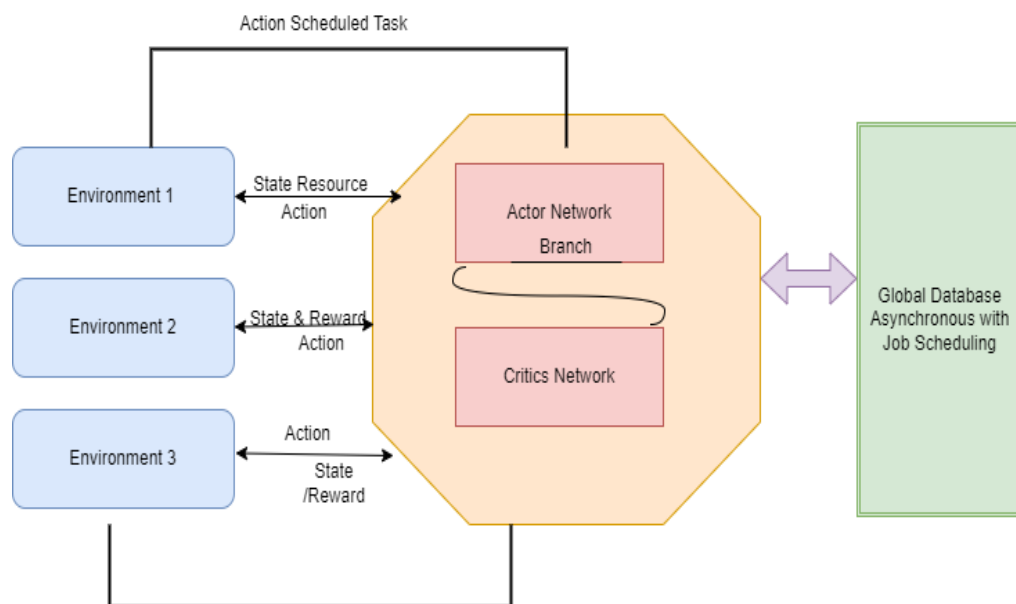 Action Scheduled Task
Environment 1
State Resource
Action
Actor Network
Branch
Environment 2
State & Reward
Action
Critics Network
Global Database
Asynchronous with
Job Scheduling
Environment 3
Action
State
/Reward